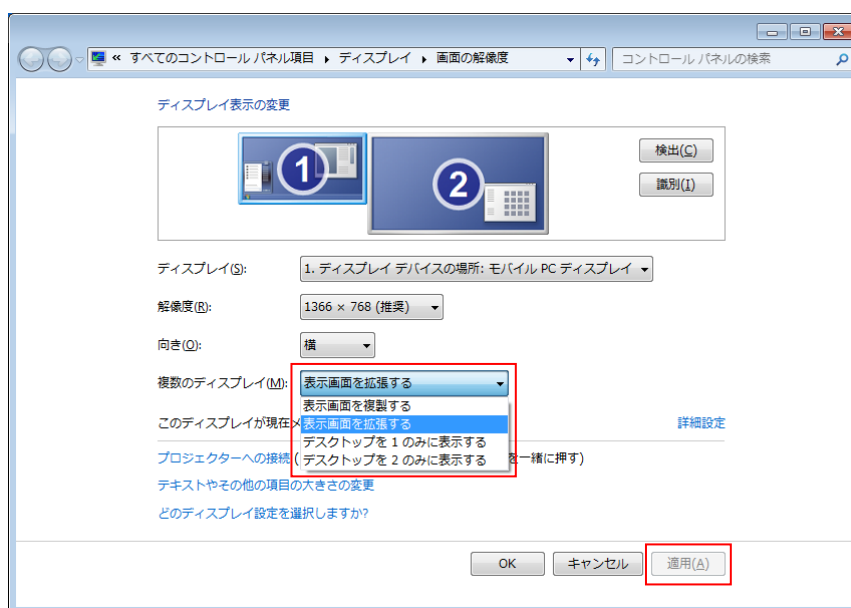 « すべてのコントロール パネル項目 ▸ ディスプレイ ▸ 画面の解像度 コントロール パネルの検索
ディスプレイ表示の変更
1 2
検出(C)
識別(I)
ディスプレイ(S): 1. ディスプレイ デバイスの場所: モバイル PC ディスプレイ
解像度(R): 1366 × 768 (推奨)
向き(O): 横
複数のディスプレイ(M): 表示画面を拡張する
表示画面を複製する
このディスプレイが現在メ 表示画面を拡張する 詳細設定
デスクトップを 1 のみに表示する
プロジェクターへの接続 ( デスクトップを 2 のみに表示する を一緒に押す)
テキストやその他の項目の大きさの変更
どのディスプレイ設定を選択しますか?
OK キャンセル 適用(A)